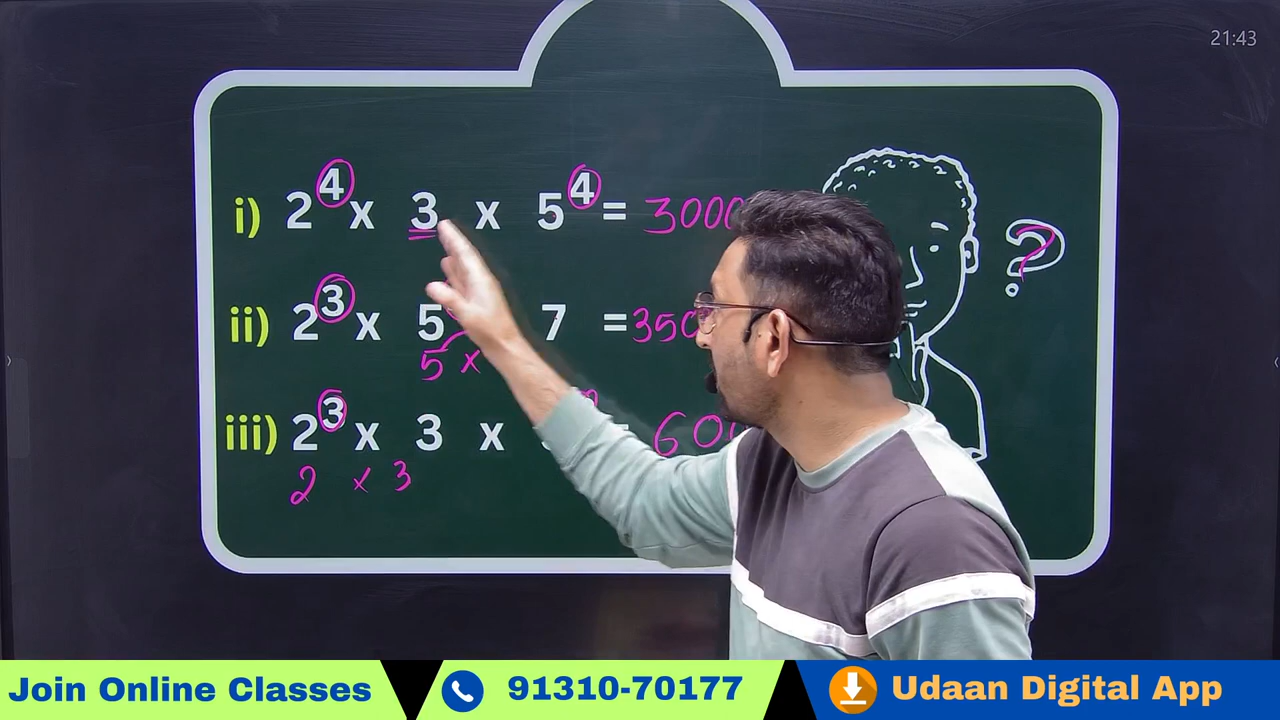 21:43
i) 2⁴ x 3 x 5⁴ = 3000
ii) 2³ x 5 7 = 350
5 x
iii) 2³ x 3 x = 60
2 x 3
?
Join Online Classes 91310-70177 Udaan Digital App